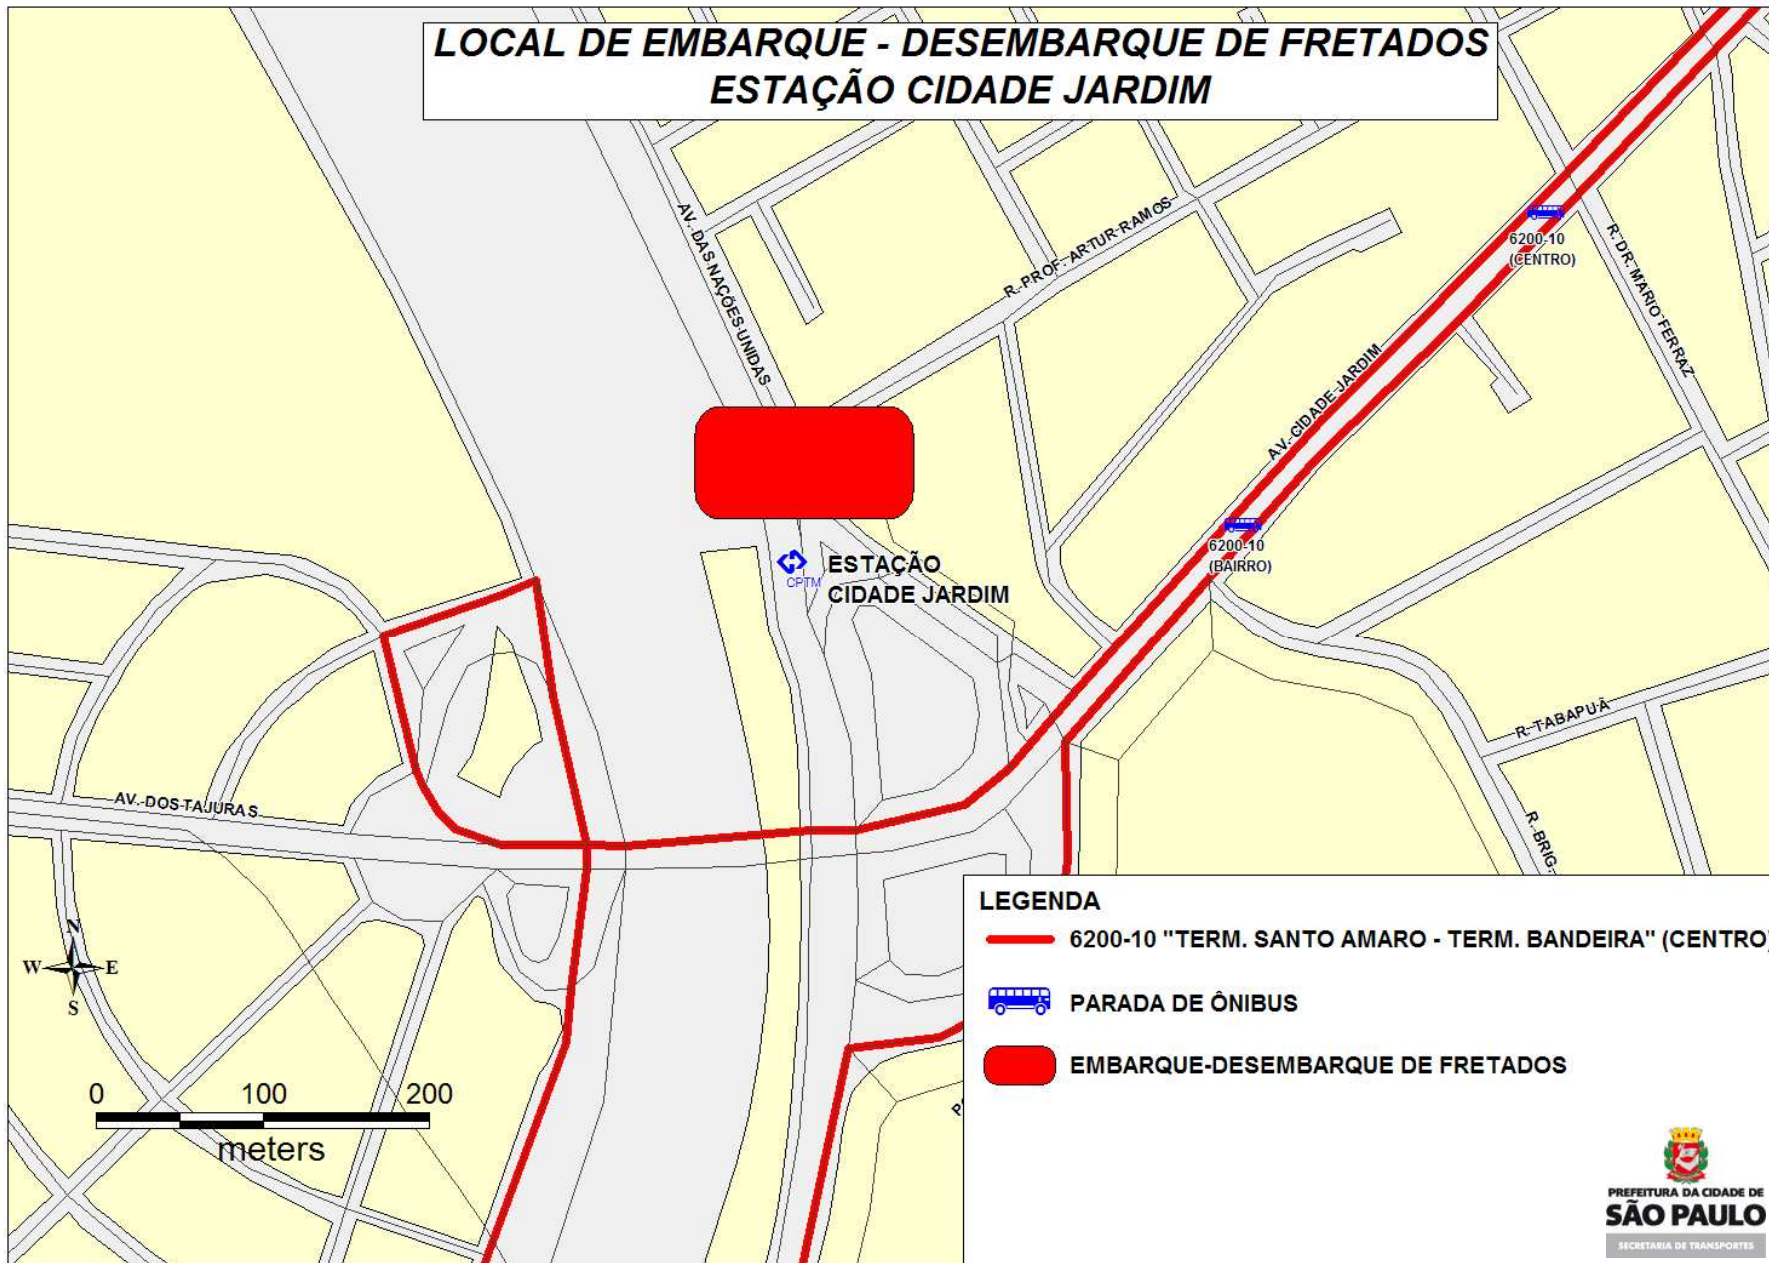 LOCAL DE EMBARQUE - DESEMBARQUE DE FRETADOS
ESTAÇÃO CIDADE JARDIM
AV. DAS NAÇÕES UNIDAS
R. PROF. ARTUR RAMOS
6200-10
(CENTRO)
R. DR. MARIO FERRAZ
AV. CIDADE JARDIM
6200-10
(BAIRRO)
CPTM
ESTAÇÃO
CIDADE JARDIM
R. TABAPUÃ
AV. DOS TAJURAS
R. BRIG.
N
W
E
S
0 100 200
meters
LEGENDA
6200-10 "TERM. SANTO AMARO - TERM. BANDEIRA" (CENTRO)
PARADA DE ÔNIBUS
EMBARQUE-DESEMBARQUE DE FRETADOS
PREFEITURA DA CIDADE DE
SÃO PAULO
SECRETARIA DE TRANSPORTES